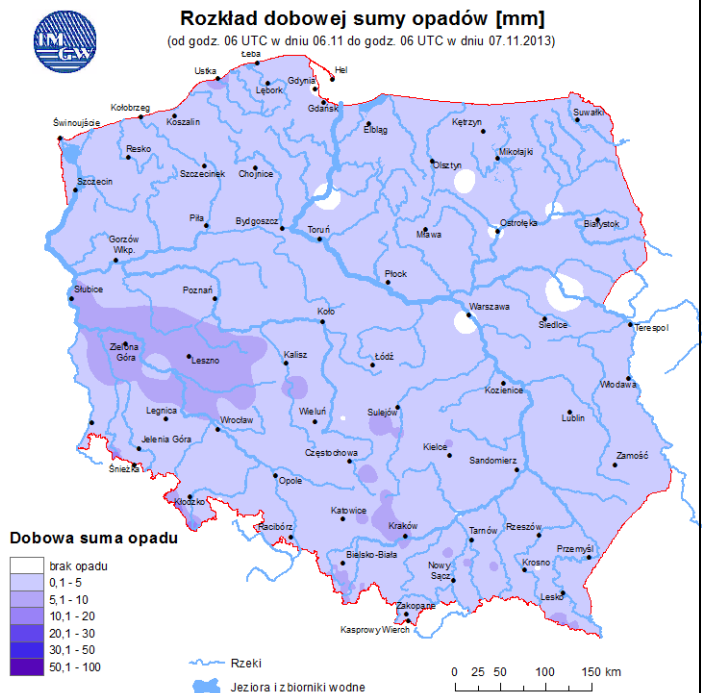 IM
GW
Rozkład dobowej sumy opadów [mm]
(od godz. 06 UTC w dniu 06.11 do godz. 06 UTC w dniu 07.11.2013)
Łeba
Ustka
Hel
Gdynia
Lębork
Gdańsk
Kołobrzeg
Koszalin
Suwałki
Świnoujście
Elbląg
Kętrzyn
Resko
Mikołajki
Szczecinek
Chojnice
Olsztyn
Szczecin
Piła
Bydgoszcz
Ostrołęka
Białystok
Toruń
Mława
Gorzów
Wlkp.
Płock
Słubice
Poznań
Warszawa
Koło
Siedlce
Terespol
Zielona
Góra
Leszno
Kalisz
Łódź
Kozienice
Włodawa
Legnica
Wrocław
Wieluń
Sulejów
Lublin
Jelenia Góra
Częstochowa
Kielce
Sandomierz
Zamość
Śnieżka
Opole
Kłodzko
Katowice
Racibórz
Kraków
Tarnów
Rzeszów
Przemyśl
Bielsko-Biała
Nowy
Sącz
Krosno
Lesko
Zakopane
Kasprowy Wierch
Dobowa suma opadu
brak opadu
0,1 - 5
5,1 - 10
10,1 - 20
20,1 - 30
30,1 - 50
50,1 - 100
Rzeki
Jeziora i zbiorniki wodne
0 25 50 100 150 km